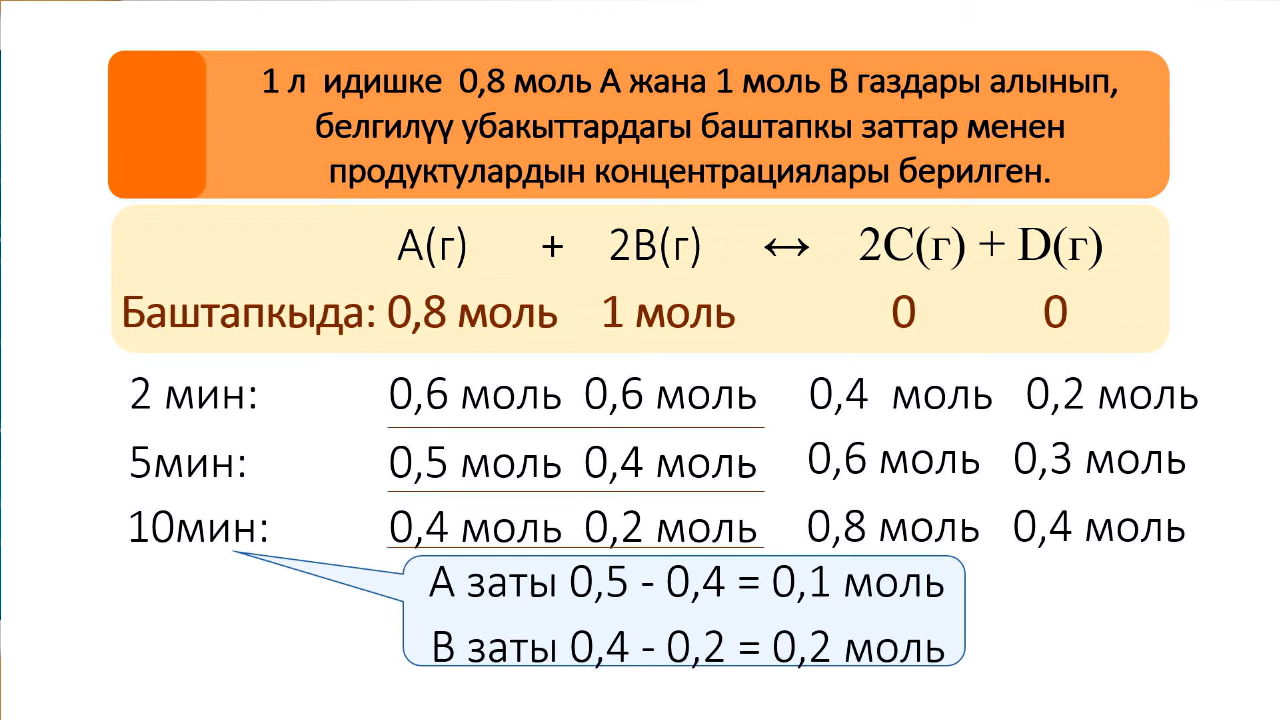 1 л идишке 0,8 моль А жана 1 моль В газдары алынып,
белгилүү убакыттардагы баштапкы заттар менен
продуктулардын концентрациялары берилген.
А(г) + 2В(г) ↔ 2C(г) + D(г)
Баштапкыда: 0,8 моль 1 моль 0 0
2 мин: 0,6 моль 0,6 моль 0,4 моль 0,2 моль
5мин: 0,5 моль 0,4 моль 0,6 моль 0,3 моль
10мин: 0,4 моль 0,2 моль 0,8 моль 0,4 моль
А заты 0,5 - 0,4 = 0,1 моль
В заты 0,4 - 0,2 = 0,2 моль